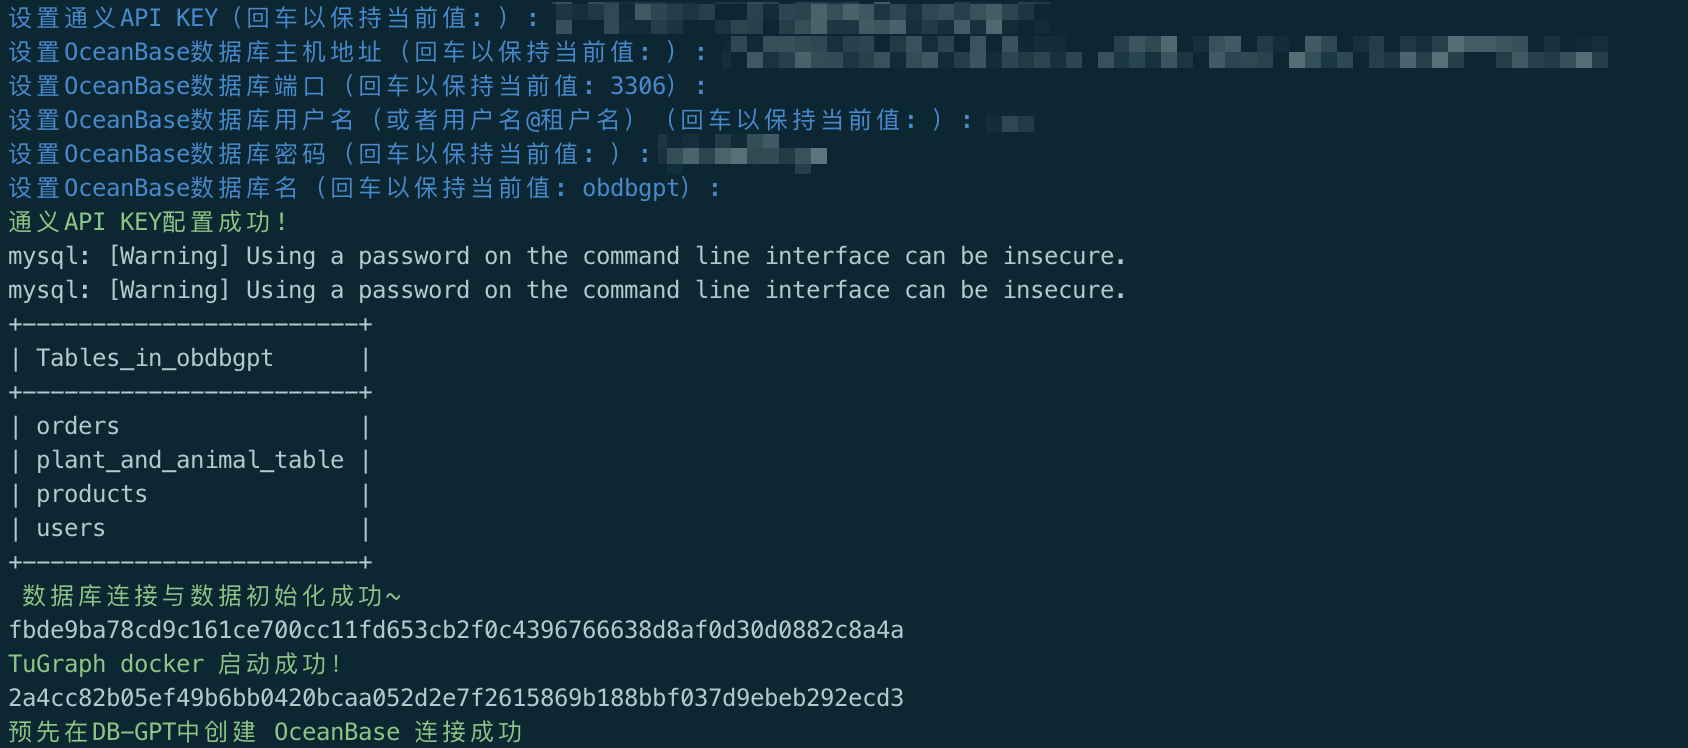 设置通义API KEY（回车以保持当前值: ）:
设置OceanBase数据库主机地址（回车以保持当前值: ）:
设置OceanBase数据库端口（回车以保持当前值: 3306）:
设置OceanBase数据库用户名（或者用户名@租户名）（回车以保持当前值: ）:
设置OceanBase数据库密码（回车以保持当前值: ）:
设置OceanBase数据库名（回车以保持当前值: obdbgpt）:
通义API KEY配置成功！
mysql: [Warning] Using a password on the command line interface can be insecure.
mysql: [Warning] Using a password on the command line interface can be insecure.
+------------------------+
| Tables_in_obdbgpt      |
+------------------------+
| orders                 |
| plant_and_animal_table |
| products               |
| users                  |
+------------------------+
数据库连接与数据初始化成功~
fbde9ba78cd9c161ce700cc11fd653cb2f0c4396766638d8af0d30d0882c8a4a
TuGraph docker 启动成功！
2a4cc82b05ef49b6bb0420bcaa052d2e7f2615869b188bbf037d9ebeb292ecd3
预先在DB-GPT中创建 OceanBase 连接成功